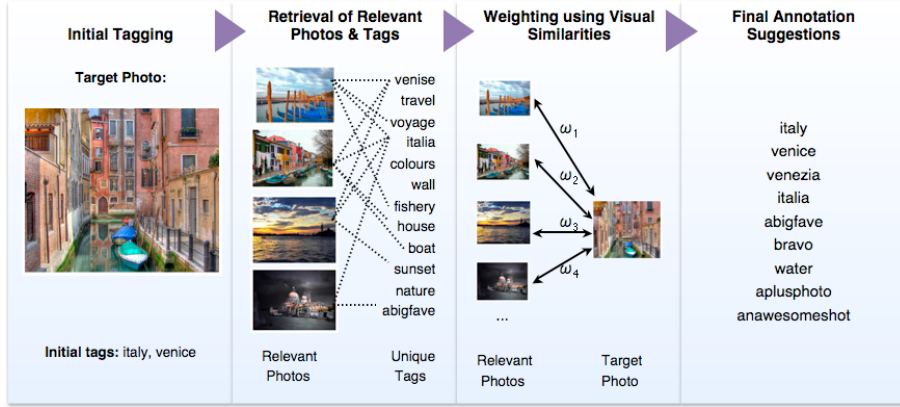 Initial Tagging
Target Photo:
Initial tags: italy, venice
Retrieval of Relevant
Photos & Tags
venise
travel
voyage
italia
colours
wall
fishery
house
boat
sunset
nature
abigfave
Relevant
Photos
Unique
Tags
Weighting using Visual
Similarities
ω1
ω2
ω3
ω4
...
Relevant
Photos
Target
Photo
Final Annotation
Suggestions
italy
venice
venezia
italia
abigfave
bravo
water
aplusphoto
anawesomeshot